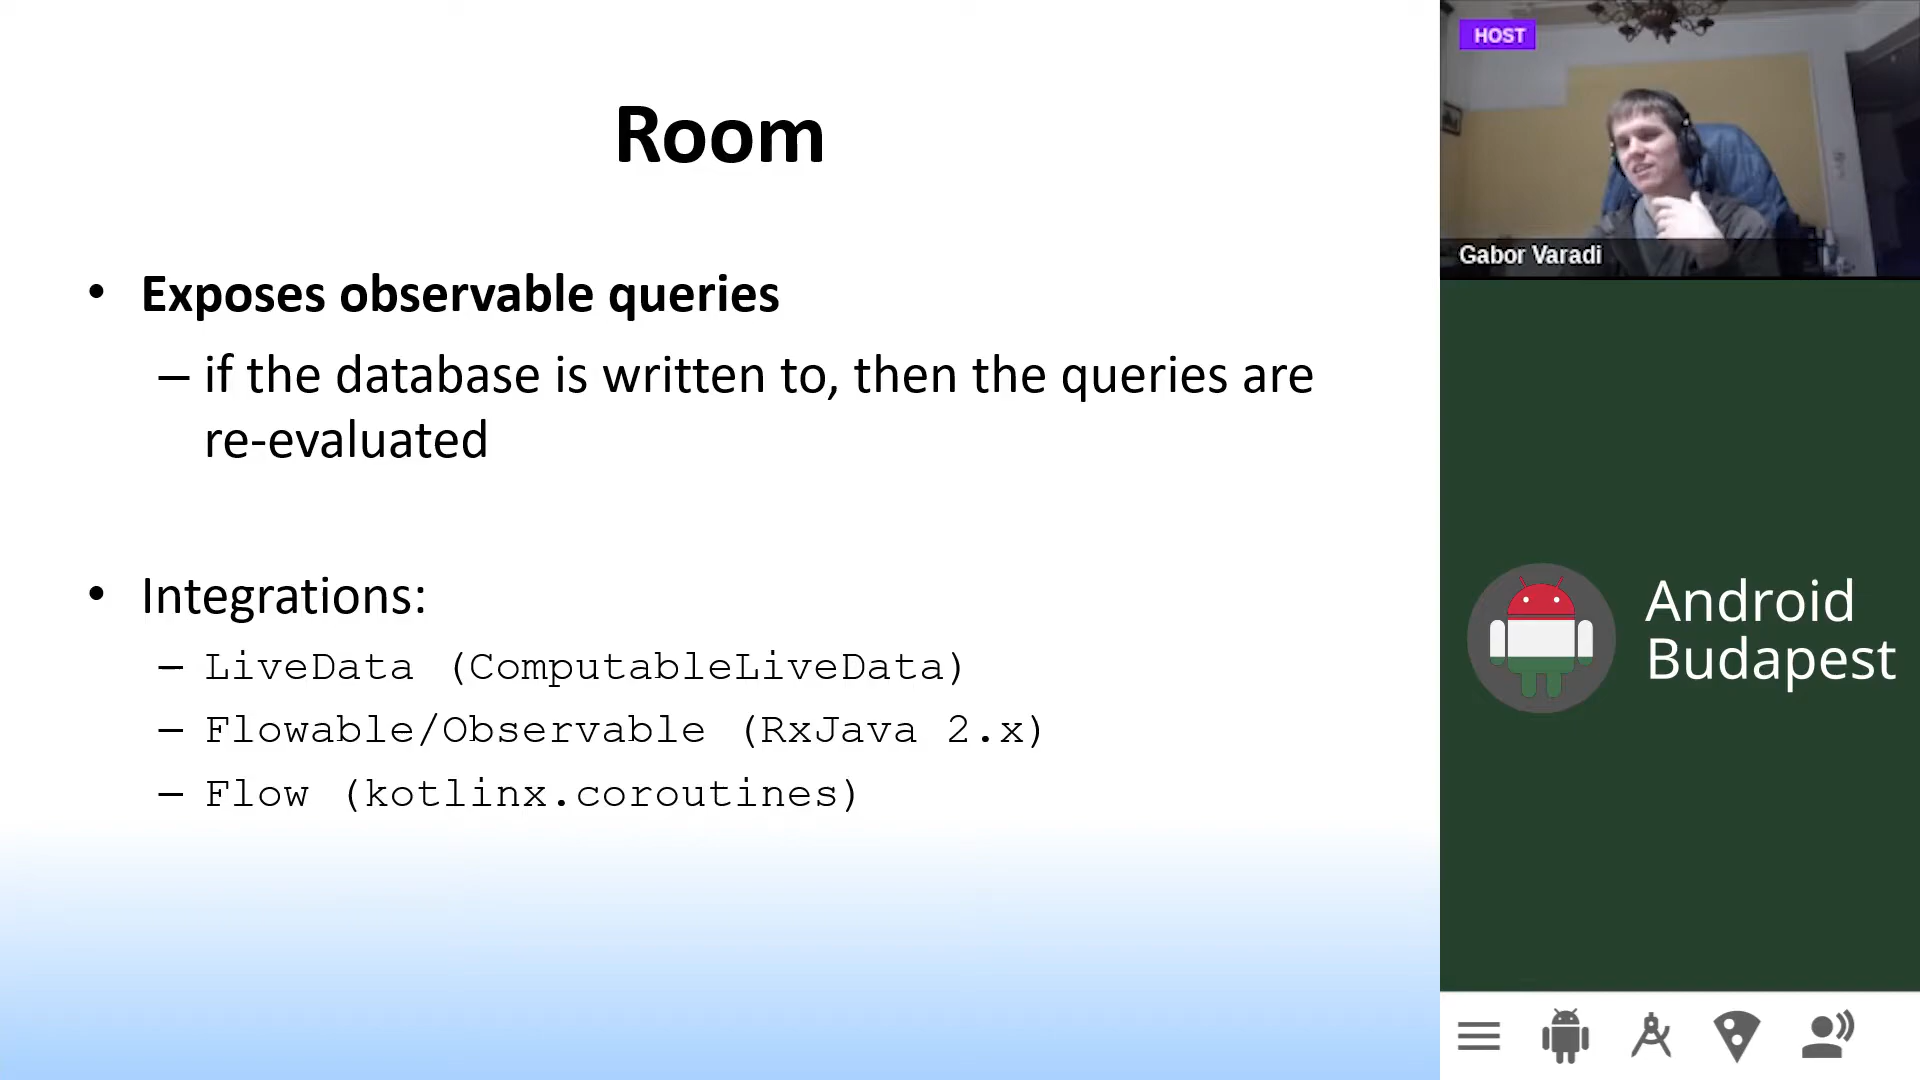 Room
• Exposes observable queries
– if the database is written to, then the queries are
re-evaluated
• Integrations:
– LiveData (ComputableLiveData)
– Flowable/Observable (RxJava 2.x)
– Flow (kotlinx.coroutines)
HOST
Gabor Varadi
Android
Budapest